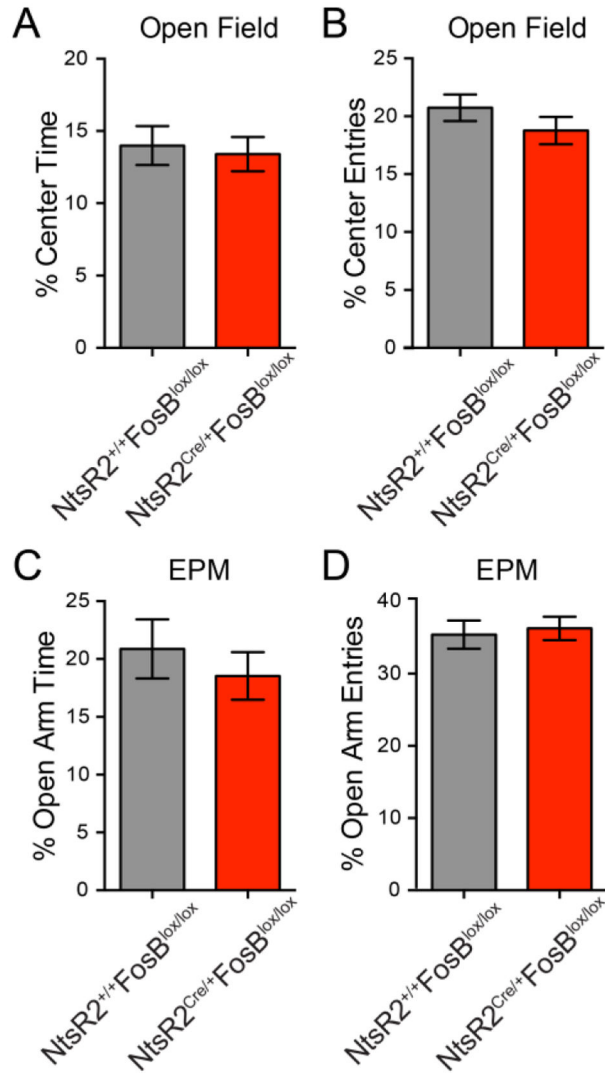 A
Open Field
% Center Time
20
15
10
5
0
NtsR2+/+FosBlox/lox
NtsR2Cre/+FosBlox/lox
B
Open Field
% Center Entries
25
20
15
10
5
0
NtsR2+/+FosBlox/lox
NtsR2Cre/+FosBlox/lox
C
EPM
% Open Arm Time
25
20
15
10
5
0
NtsR2+/+FosBlox/lox
NtsR2Cre/+FosBlox/lox
D
EPM
% Open Arm Entries
40
30
20
10
0
NtsR2+/+FosBlox/lox
NtsR2Cre/+FosBlox/lox